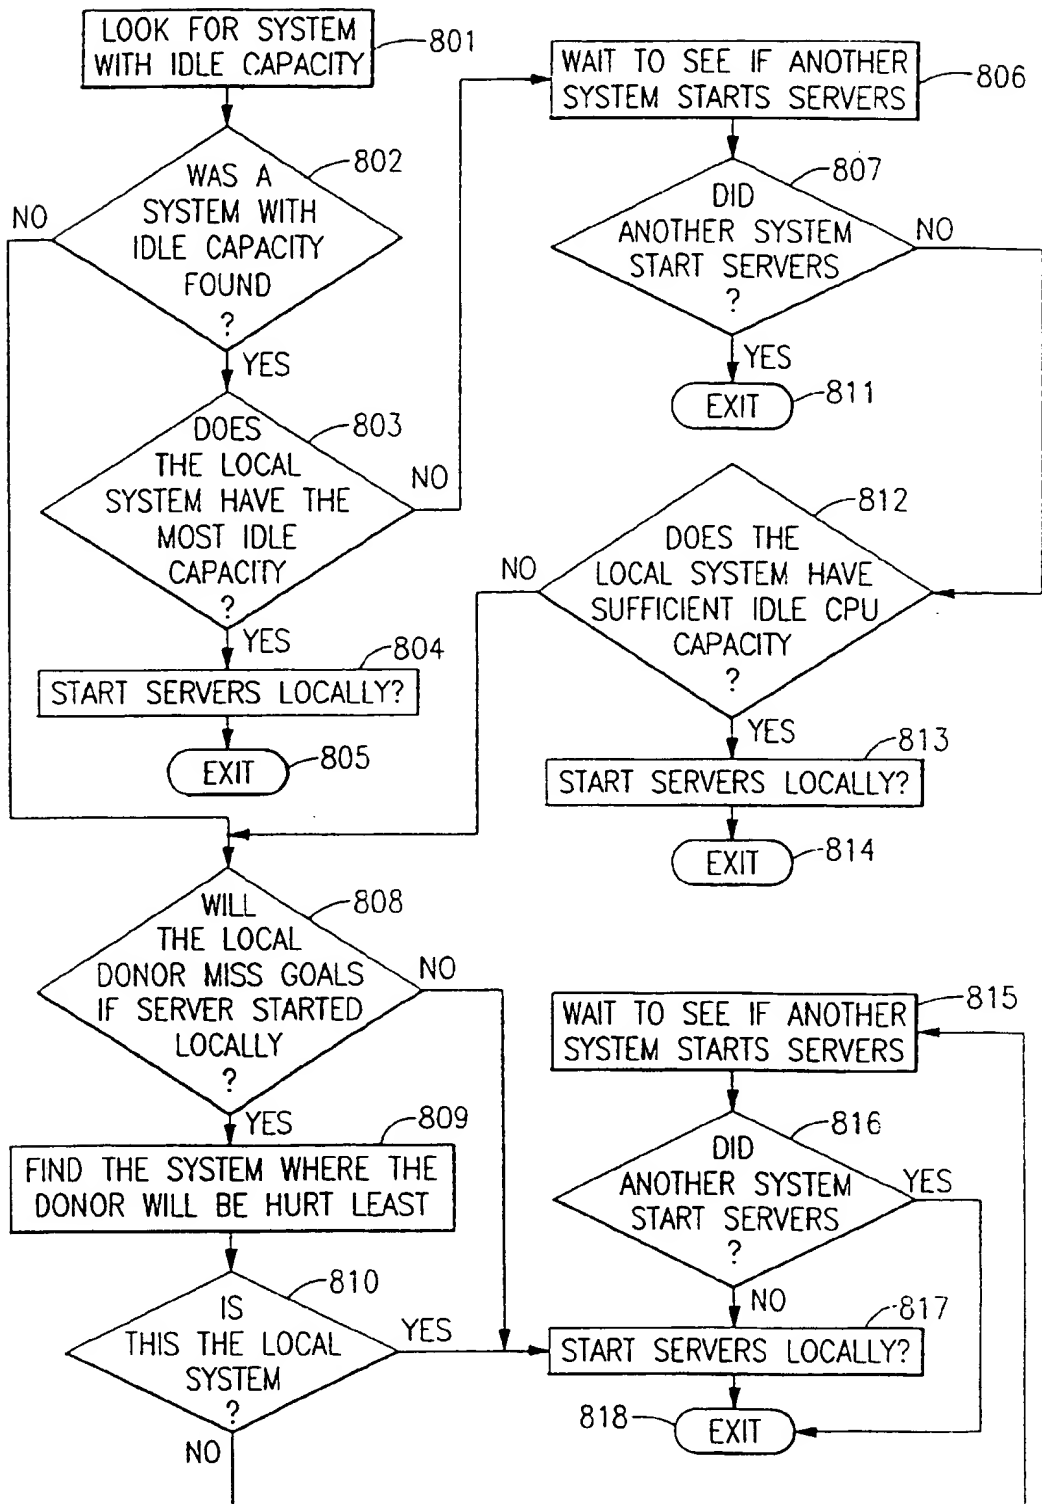 LOOK FOR SYSTEM
WITH IDLE CAPACITY
801
WAS A
SYSTEM WITH
IDLE CAPACITY
FOUND
?
802
NO
YES
DOES
THE LOCAL
SYSTEM HAVE THE
MOST IDLE
CAPACITY
?
803
NO
YES
START SERVERS LOCALLY?
804
EXIT
805
WAIT TO SEE IF ANOTHER
SYSTEM STARTS SERVERS
806
DID
ANOTHER SYSTEM
START SERVERS
?
807
NO
YES
EXIT
811
DOES THE
LOCAL SYSTEM HAVE
SUFFICIENT IDLE CPU
CAPACITY
?
812
NO
YES
START SERVERS LOCALLY?
813
EXIT
814
WILL
THE LOCAL
DONOR MISS GOALS
IF SERVER STARTED
LOCALLY
?
808
NO
YES
FIND THE SYSTEM WHERE THE
DONOR WILL BE HURT LEAST
809
IS
THIS THE LOCAL
SYSTEM
?
810
YES
NO
WAIT TO SEE IF ANOTHER
SYSTEM STARTS SERVERS
815
DID
ANOTHER SYSTEM
START SERVERS
?
816
YES
NO
START SERVERS LOCALLY?
817
EXIT
818